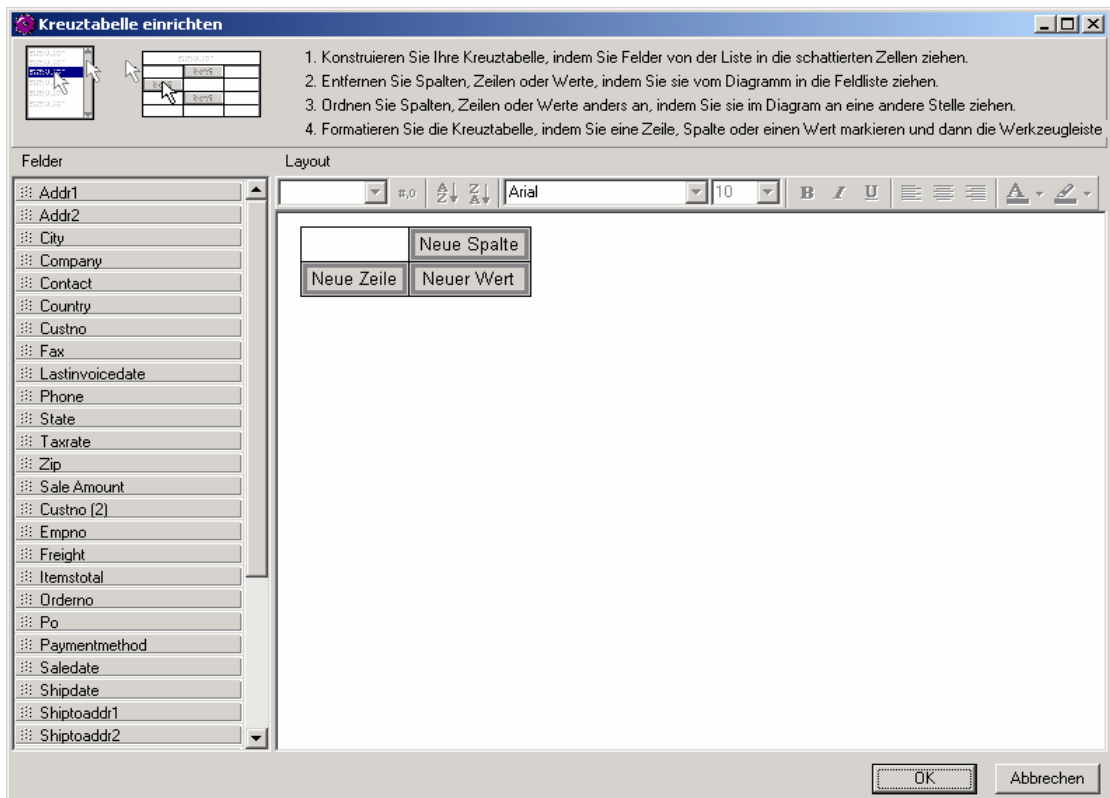 Kreuztabelle einrichten
1. Konstruieren Sie Ihre Kreuztabelle, indem Sie Felder von der Liste in die schattierten Zellen ziehen.
2. Entfernen Sie Spalten, Zeilen oder Werte, indem Sie sie vom Diagramm in die Feldliste ziehen.
3. Ordnen Sie Spalten, Zeilen oder Werte anders an, indem Sie sie im Diagram an eine andere Stelle ziehen.
4. Formatieren Sie die Kreuztabelle, indem Sie eine Zeile, Spalte oder einen Wert markieren und dann die Werkzeugleiste
Felder
Layout
#,0 A Z Z A Arial 10 B I U A
Addr1
Addr2
City
Company
Contact
Country
Custno
Fax
Lastinvoicedate
Phone
State
Taxrate
Zip
Sale Amount
Custno (2)
Empno
Freight
Itemstotal
Orderno
Po
Paymentmethod
Saledate
Shipdate
Shiptoaddr1
Shiptoaddr2
Neue Spalte
Neue Zeile Neuer Wert
OK Abbrechen